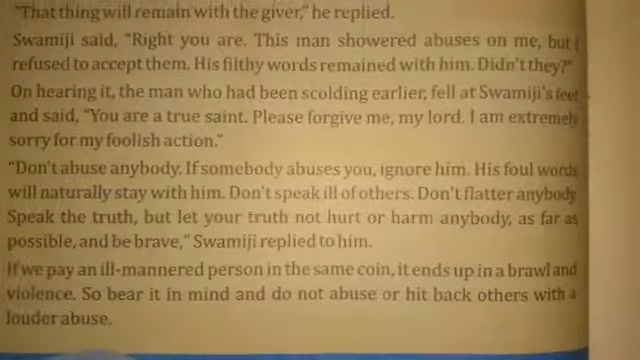 "That thing will remain with the giver," he replied.
Swamiji said, "Right you are. This man showered abuses on me, but I
refused to accept them. His filthy words remained with him. Didn't they?"
On hearing it, the man who had been scolding earlier, fell at Swamiji's feet
and said, "You are a true saint. Please forgive me, my lord. I am extremely
sorry for my foolish action."
"Don't abuse anybody. If somebody abuses you, ignore him. His foul words
will naturally stay with him. Don't speak ill of others. Don't flatter anybody.
Speak the truth, but let your truth not hurt or harm anybody, as far as
possible, and be brave," Swamiji replied to him.
If we pay an ill-mannered person in the same coin, it ends up in a brawl and
violence. So bear it in mind and do not abuse or hit back others with a
louder abuse.